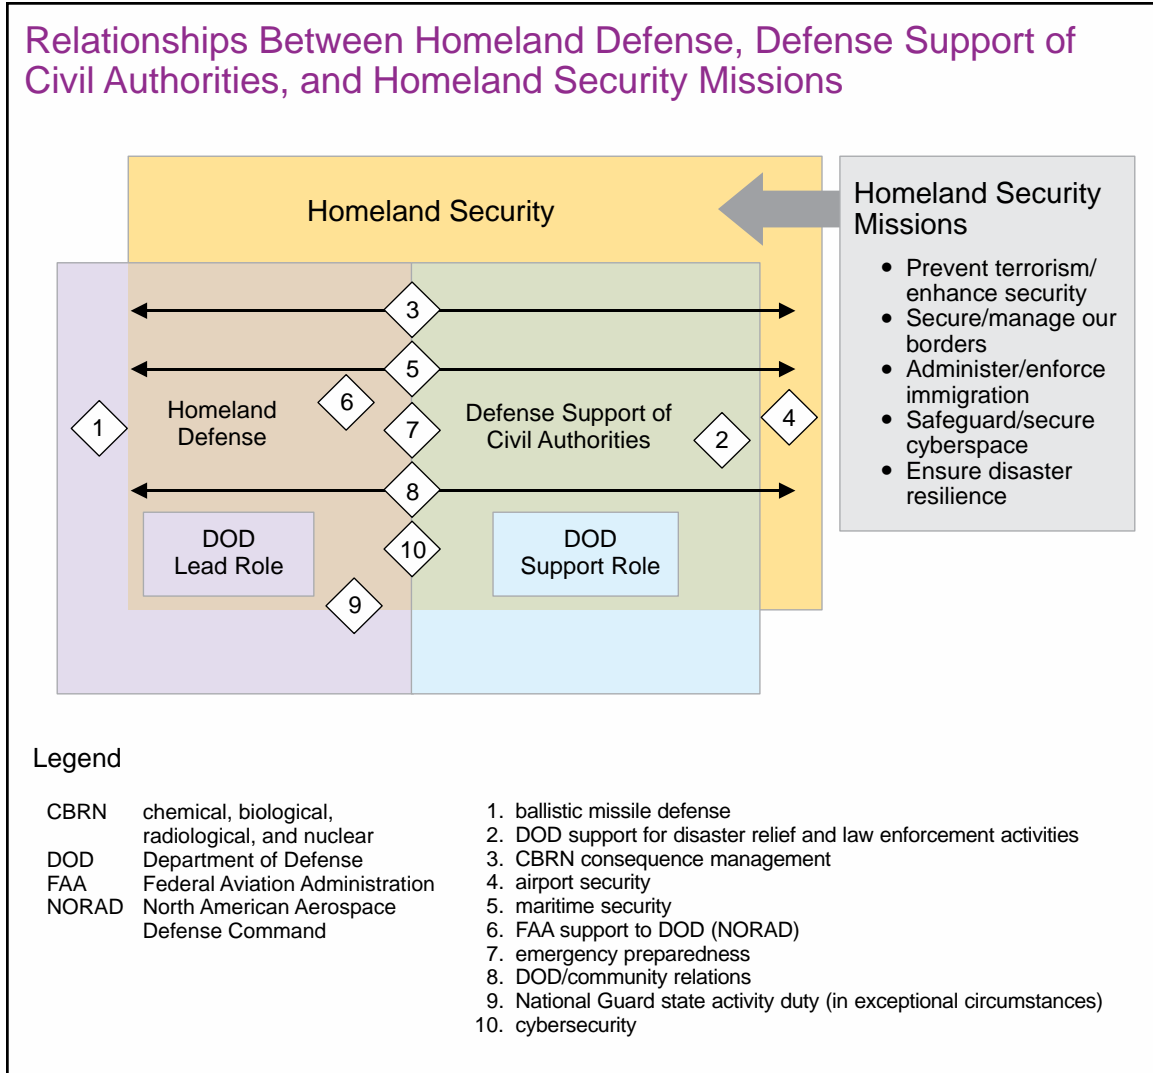 Relationships Between Homeland Defense, Defense Support of
Civil Authorities, and Homeland Security Missions
Homeland Security
Homeland Security
Missions
• Prevent terrorism/
enhance security
• Secure/manage our
borders
• Administer/enforce
immigration
• Safeguard/secure
cyberspace
• Ensure disaster
resilience
3
5
6
1
Homeland
Defense
7
Defense Support of
Civil Authorities
2
4
8
DOD
Lead Role
10
DOD
Support Role
9
Legend
CBRN chemical, biological,
radiological, and nuclear
DOD Department of Defense
FAA Federal Aviation Administration
NORAD North American Aerospace
Defense Command
1. ballistic missile defense
2. DOD support for disaster relief and law enforcement activities
3. CBRN consequence management
4. airport security
5. maritime security
6. FAA support to DOD (NORAD)
7. emergency preparedness
8. DOD/community relations
9. National Guard state activity duty (in exceptional circumstances)
10. cybersecurity